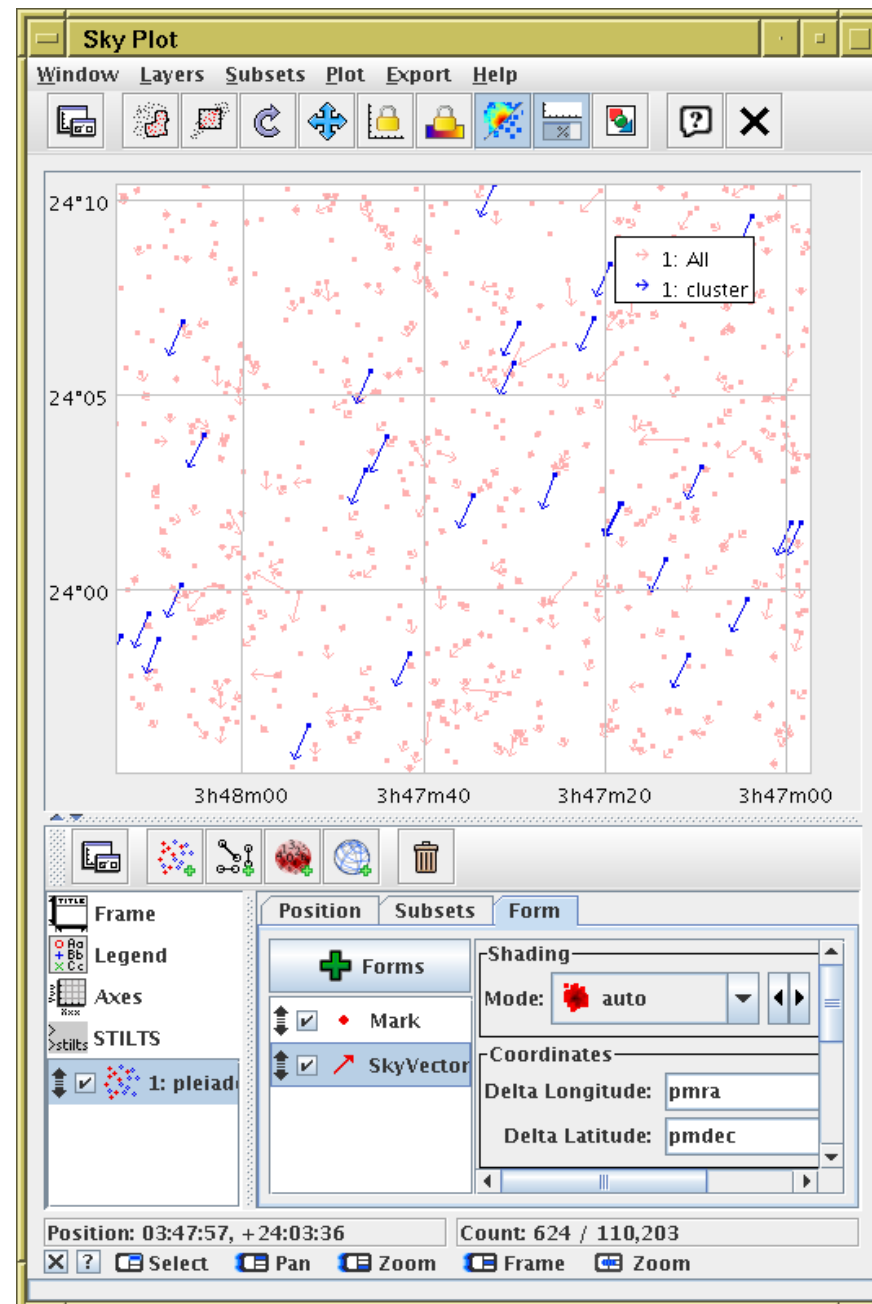 Sky Plot
Window Layers Subsets Plot Export Help
24°10
1: All
1: cluster
24°05
24°00
3h48m00 3h47m40 3h47m20 3h47m00
Frame
Legend
Axes
STILTS
1: pleiad
Position Subsets Form
Forms
Mark
SkyVector
Shading
Mode: auto
Coordinates
Delta Longitude: pmra
Delta Latitude: pmdec
Position: 03:47:57, +24:03:36 Count: 624 / 110,203
Select Pan Zoom Frame Zoom